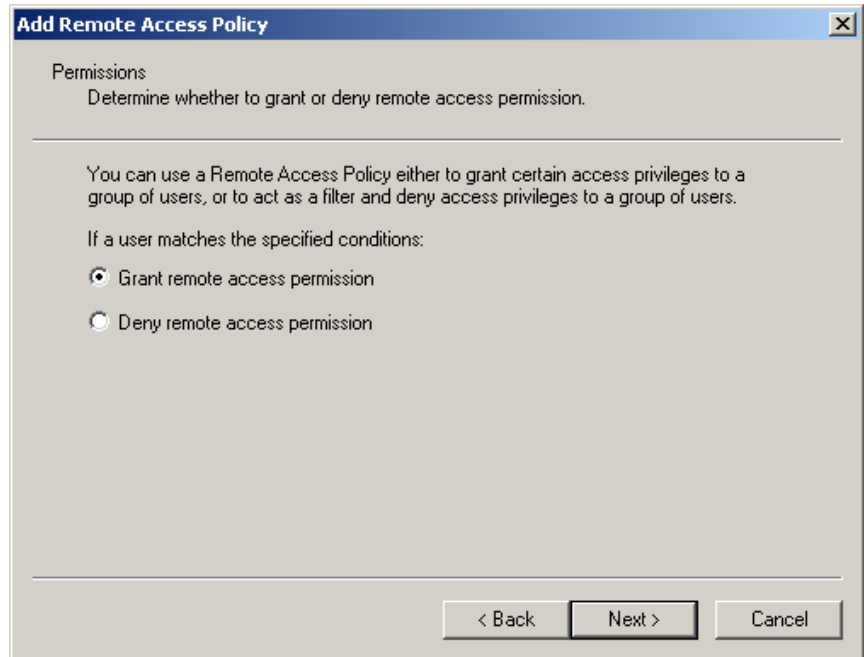 Add Remote Access Policy
Permissions
Determine whether to grant or deny remote access permission.
You can use a Remote Access Policy either to grant certain access privileges to a
group of users, or to act as a filter and deny access privileges to a group of users.
If a user matches the specified conditions:
Grant remote access permission
Deny remote access permission
< Back
Next >
Cancel